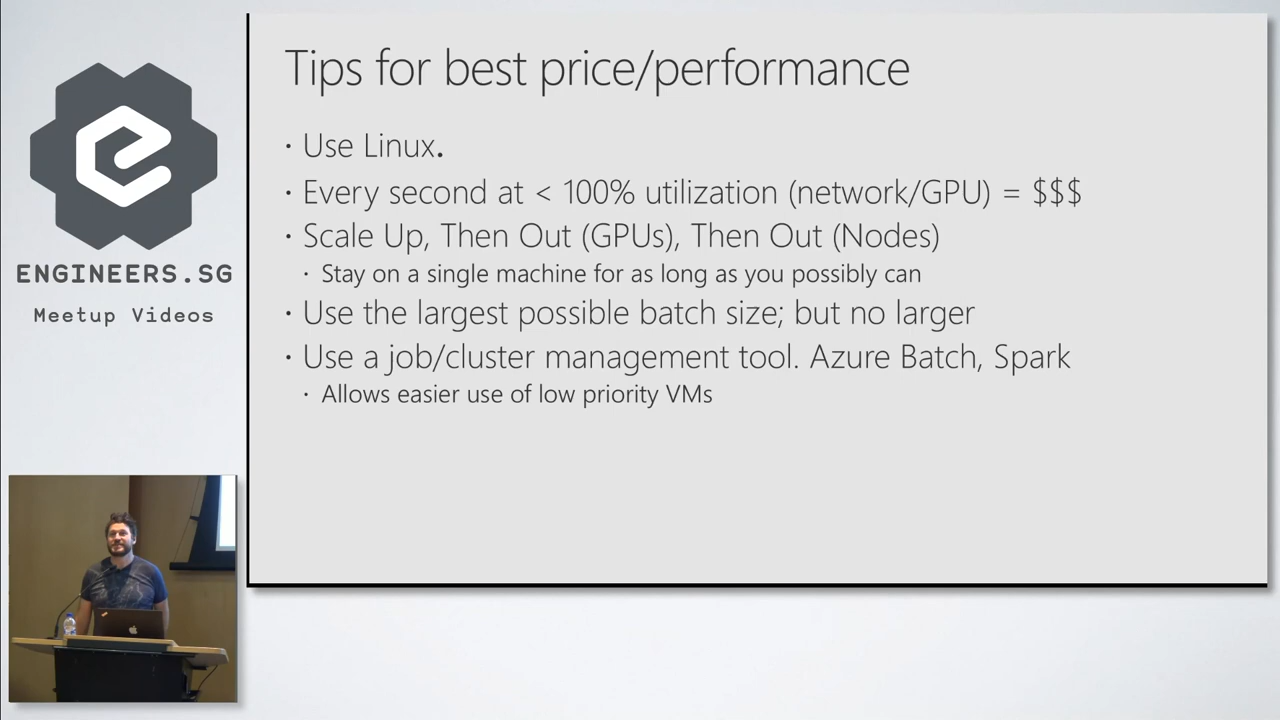 ENGINEERS.SG
Meetup Videos
Tips for best price/performance
• Use Linux.
• Every second at < 100% utilization (network/GPU) = $$$
• Scale Up, Then Out (GPUs), Then Out (Nodes)
• Stay on a single machine for as long as you possibly can
• Use the largest possible batch size; but no larger
• Use a job/cluster management tool. Azure Batch, Spark
• Allows easier use of low priority VMs